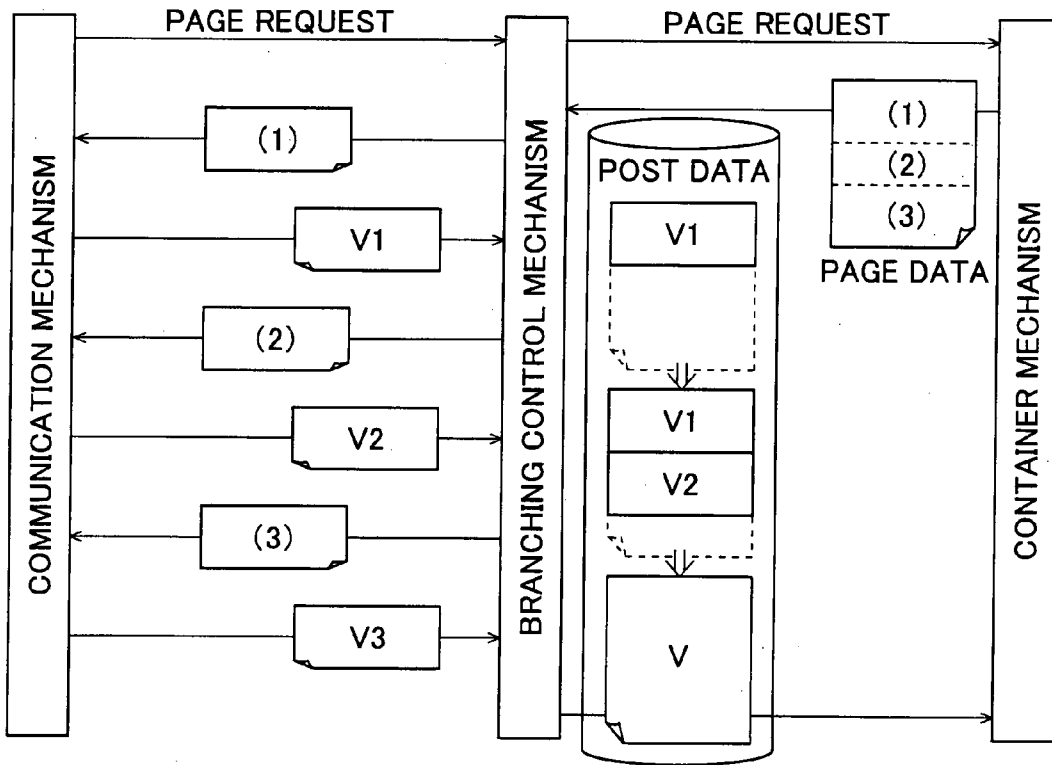 PAGE REQUEST
PAGE REQUEST
COMMUNICATION MECHANISM
BRANCHING CONTROL MECHANISM
CONTAINER MECHANISM
(1)
V1
(2)
V2
(3)
V3
POST DATA
V1
V1
V2
V
(1)
(2)
(3)
PAGE DATA